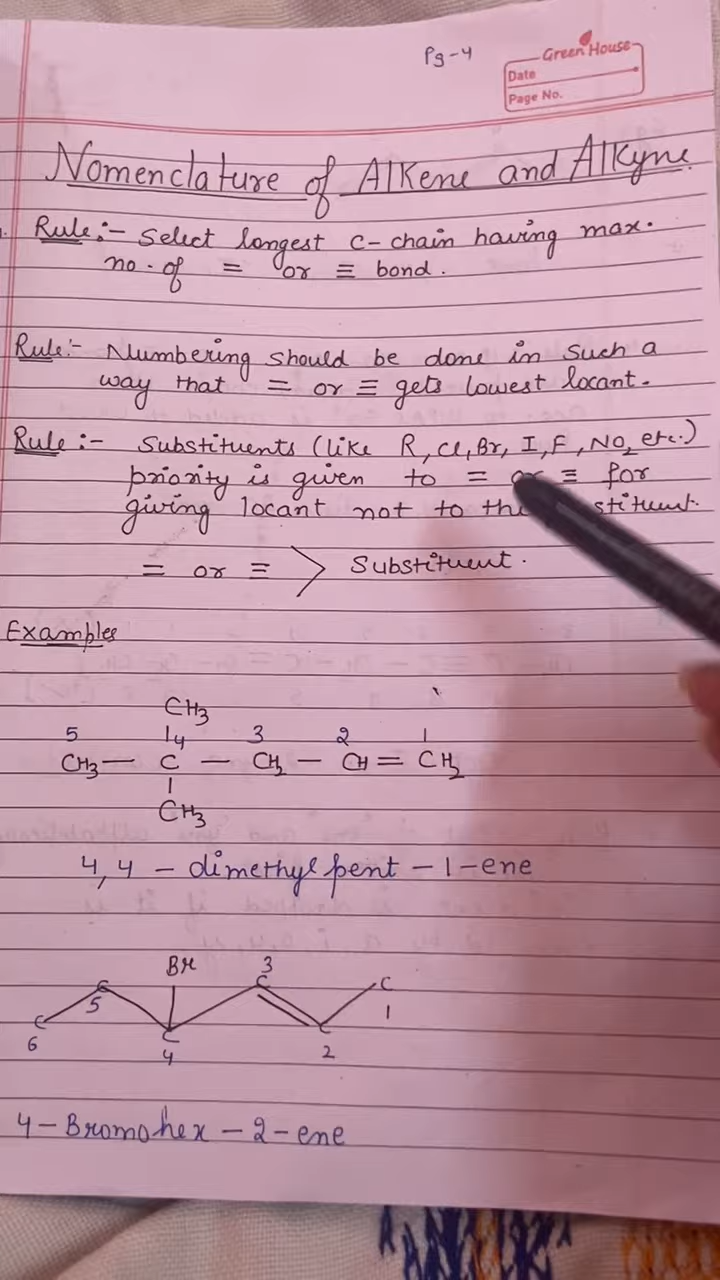 Pg-4
Green House
Date
Page No.
Nomenclature of Alkene and Alkyne
Rule:- Select longest C-chain having max.
no. of = or ≡ bond.
Rule:- Numbering should be done in such a
way that = or ≡ gets lowest locant.
Rule:- Substituents (like R, Cl, Br, I, F, NO₂ etc.)
priority is given to = or ≡ for
giving locant not to
= or ≡ > Substituent.
Examples
CH₃
5 14 3 2 1
CH₃ — C — CH₂ — CH = CH₂
CH₃
4,4 - dimethyl pent - 1 - ene
Br 3
C C C
5 1
C C C
6 4 2
4 - Bromohex - 2 - ene